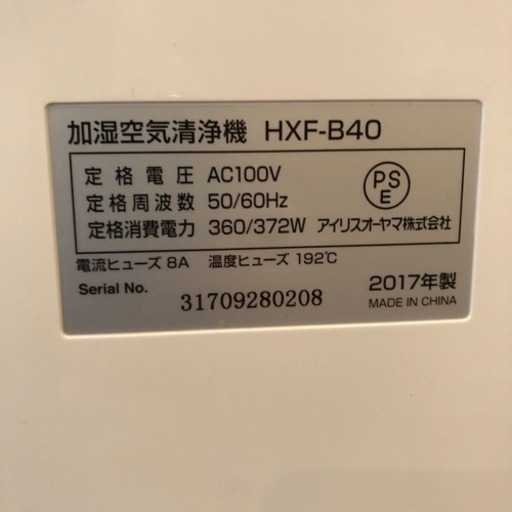 加湿空気清浄機 HXF-B40
定格電圧 AC100V
定格周波数 50/60Hz
定格消費電力 360/372W
PS
E
アイリスオーヤマ株式会社
電流ヒューズ 8A 温度ヒューズ 192℃
Serial No. 31709280208
2017年製
MADE IN CHINA